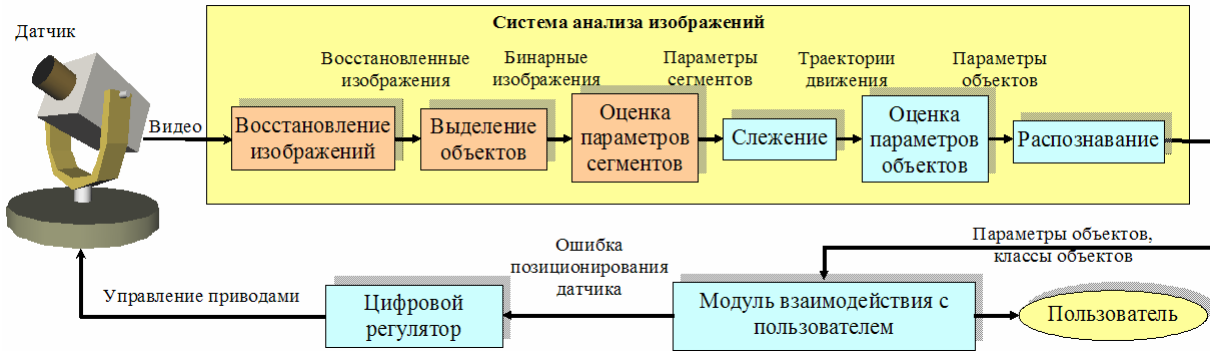 Система анализа изображений
Датчик
Видео
Восстановление
изображений
Восстановленные
изображения
Выделение
объектов
Бинарные
изображения
Оценка
параметров
сегментов
Параметры
сегментов
Слежение
Траектории
движения
Оценка
параметров
объектов
Параметры
объектов
Распознавание
Параметры объектов,
классы объектов
Модуль взаимодействия с
пользователем
Пользователь
Ошибка
позиционирования
датчика
Цифровой
регулятор
Управление приводами